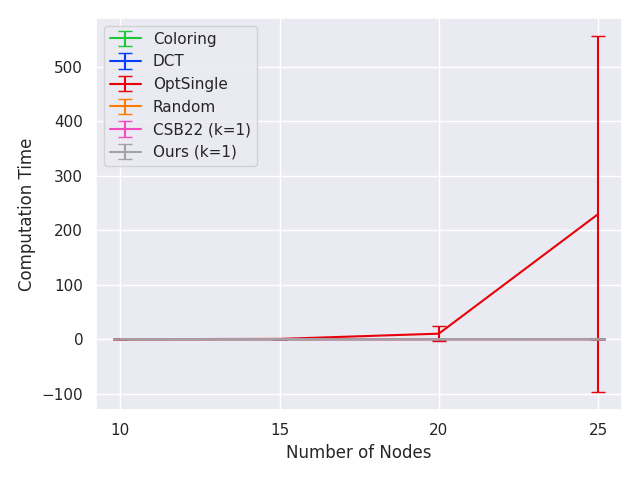 Coloring
DCT
OptSingle
Random
CSB22 (k=1)
Ours (k=1)
500
400
300
200
100
0
−100
Computation Time
10 15 20 25
Number of Nodes